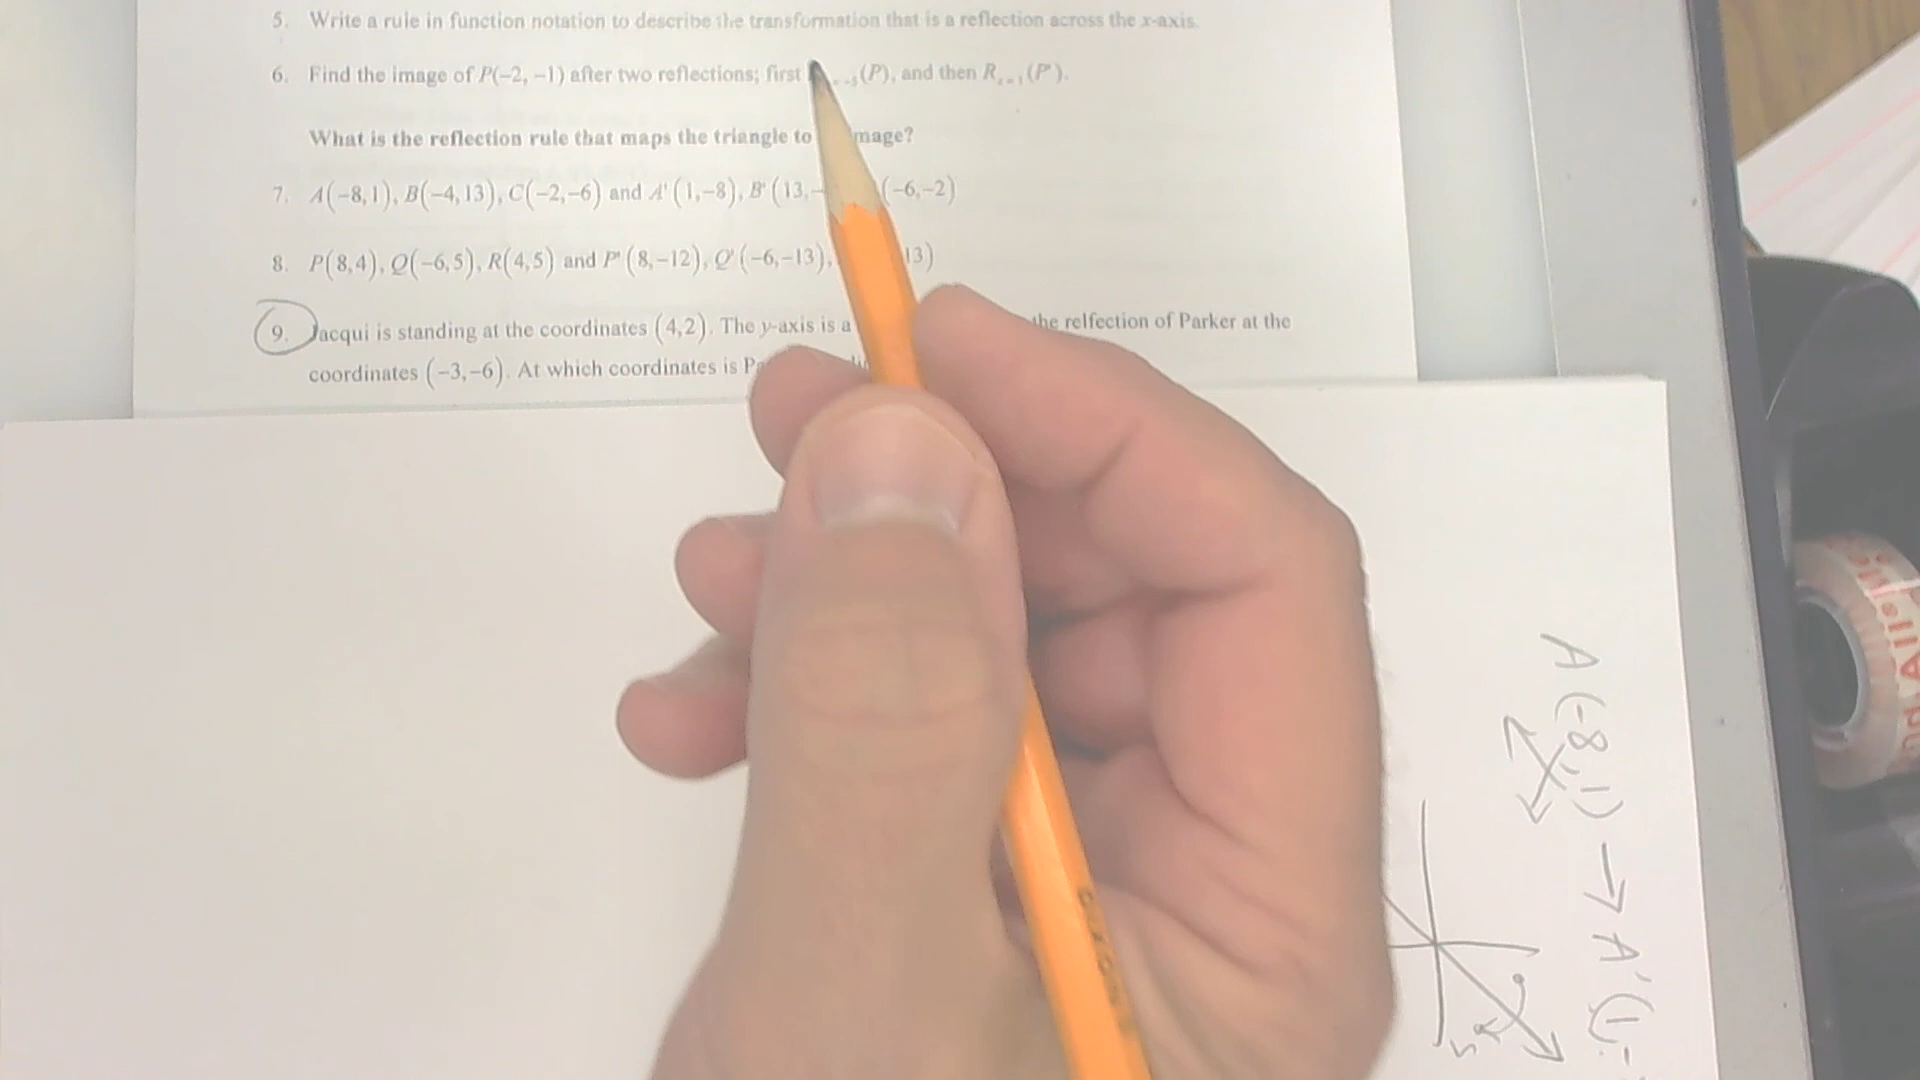 5. Write a rule in function notation to describe the transformation that is a reflection across the x-axis.
6. Find the image of P(−2, −1) after two reflections; first (P), and then R (P').
What is the reflection rule that maps the triangle to mage?
7. A(−8,1), B(−4,13), C(−2,−6) and A'(1,−8), B'(13,− (−6,−2)
8. P(8,4), Q(−6,5), R(4,5) and P'(8,−12), Q'(−6,−13), 13)
9. Jacqui is standing at the coordinates (4,2). The y-axis is a the relfection of Parker at the
coordinates (−3,−6). At which coordinates is
A(-8,1) → A'(1,-